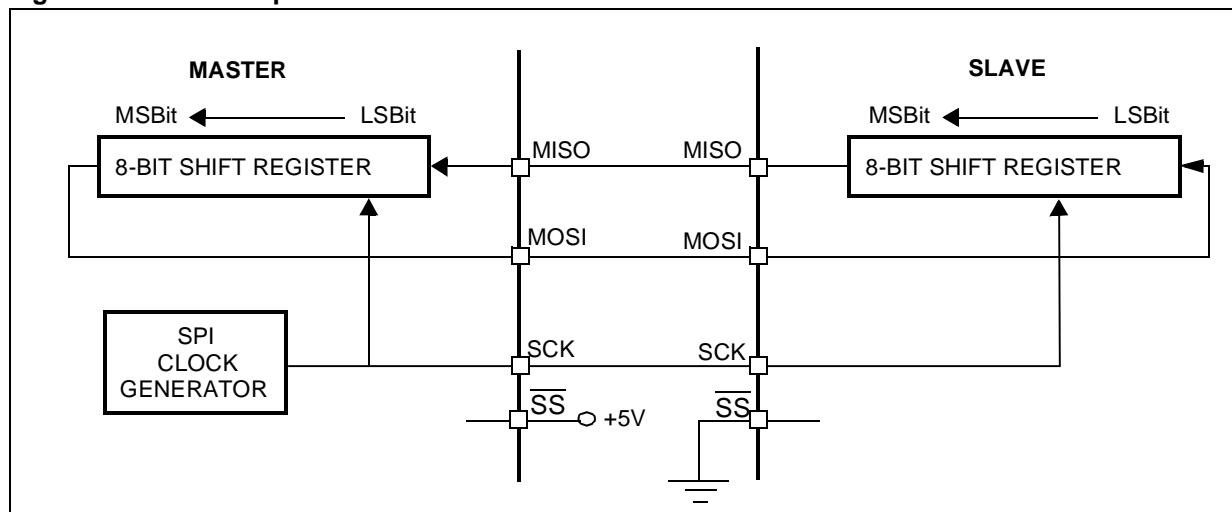 MASTER
SLAVE
MSBit LSBit
MSBit LSBit
8-BIT SHIFT REGISTER
MISO MISO
8-BIT SHIFT REGISTER
MOSI MOSI
SPI
CLOCK
GENERATOR
SCK SCK
SS +5V
SS